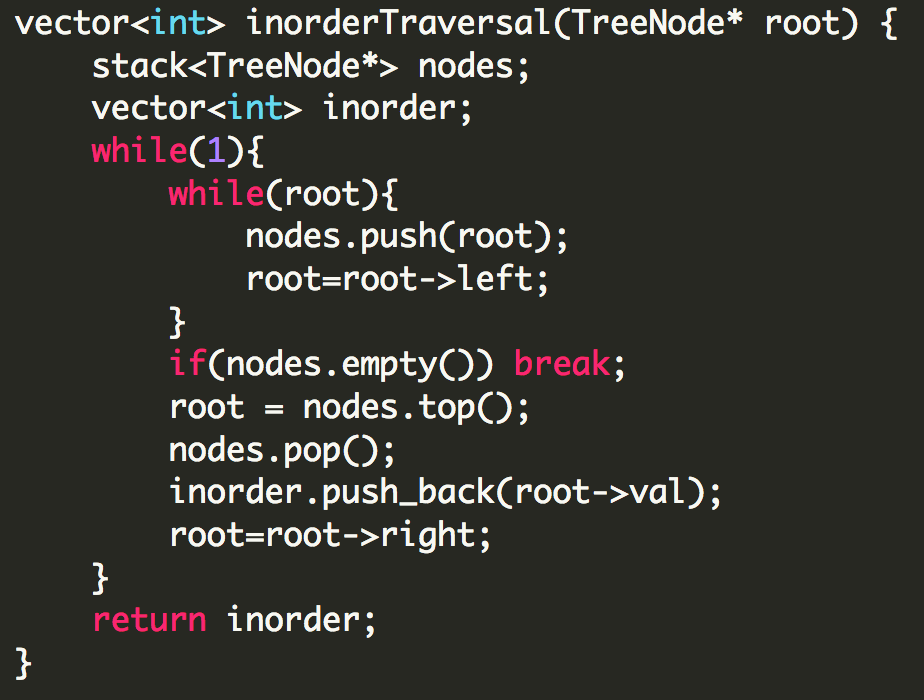 vector<int> inorderTraversal(TreeNode* root) {
    stack<TreeNode*> nodes;
    vector<int> inorder;
    while(1){
        while(root){
            nodes.push(root);
            root=root->left;
        }
        if(nodes.empty()) break;
        root = nodes.top();
        nodes.pop();
        inorder.push_back(root->val);
        root=root->right;
    }
    return inorder;
}